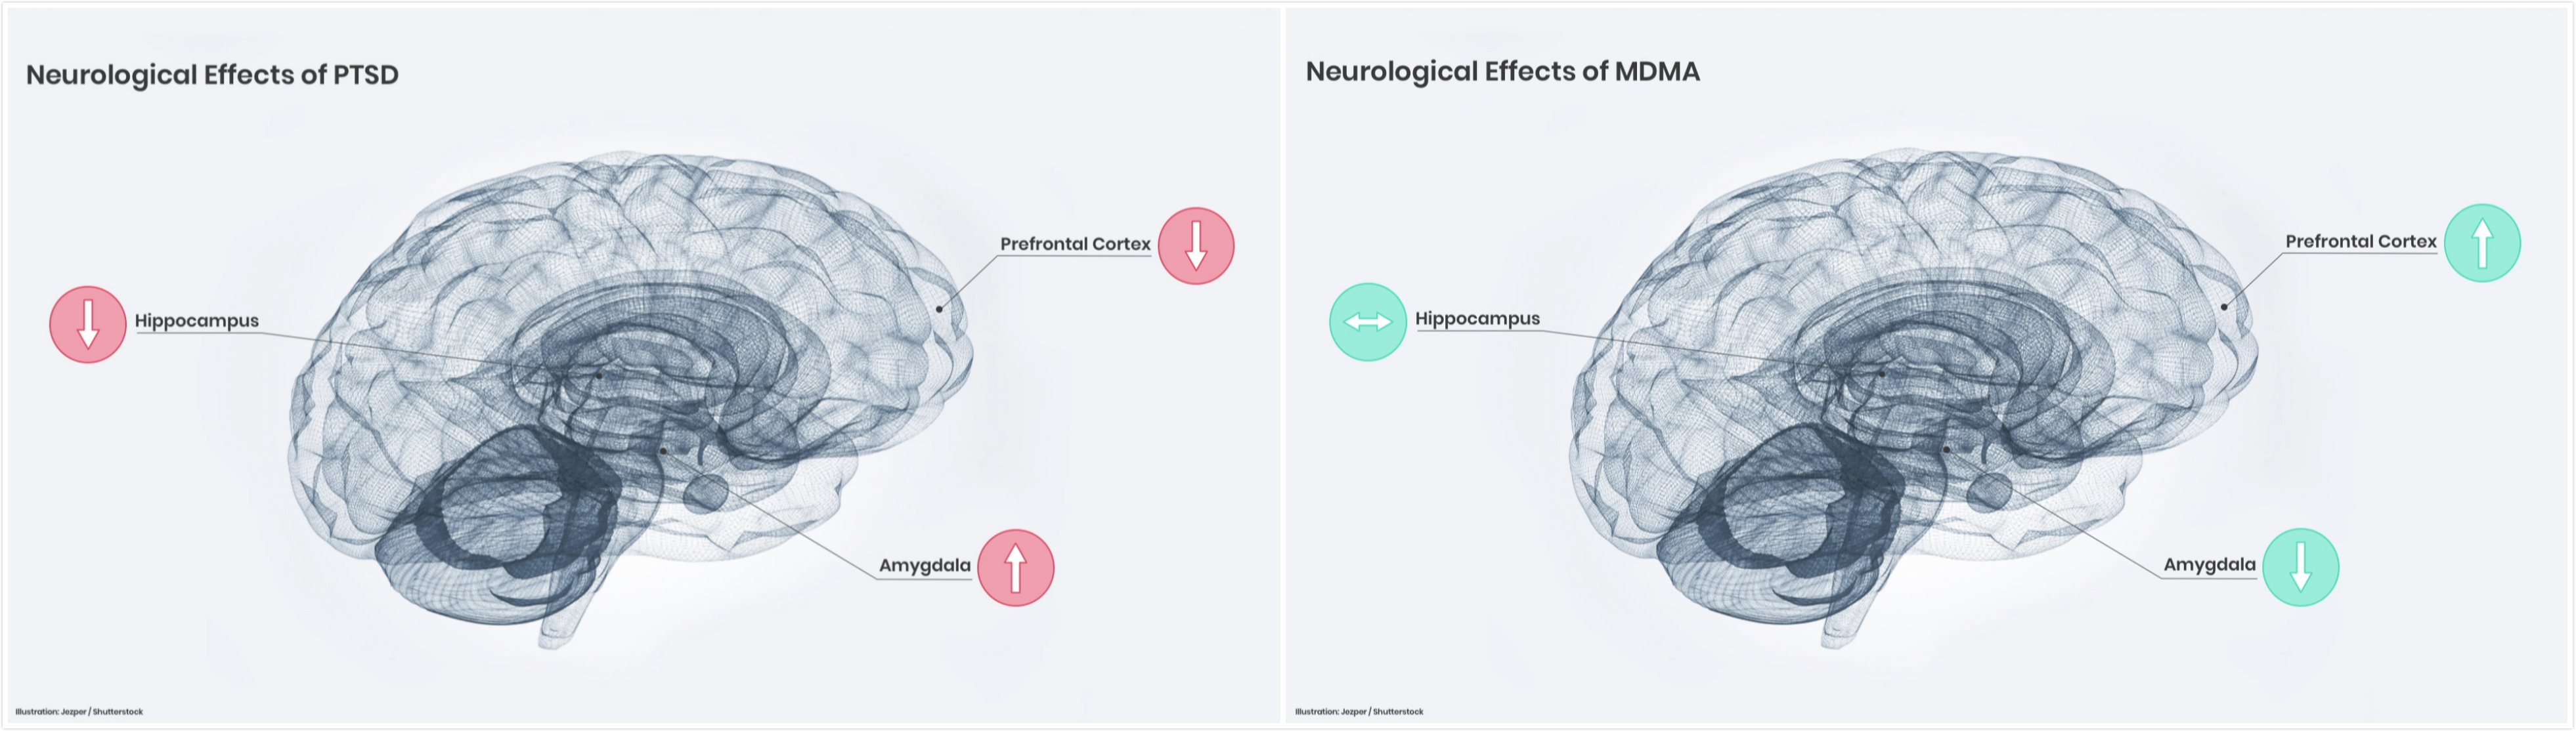 Neurological Effects of PTSD
Prefrontal Cortex
Hippocampus
Amygdala
Illustration: Jezper / Shutterstock
Neurological Effects of MDMA
Prefrontal Cortex
Hippocampus
Amygdala
Illustration: Jezper / Shutterstock